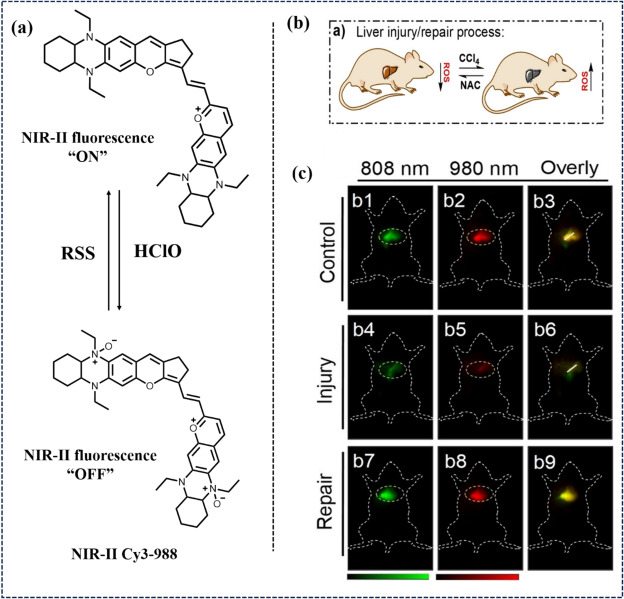 (a)
N
N
O
O
+
N
N
NIR-II fluorescence
“ON”
RSS
HClO
N
+
O
−
N
O
O
+
N
N
+
O
−
NIR-II fluorescence
“OFF”
NIR-II Cy3-988
(b)
a) Liver injury/repair process:
ROS
CCl4
NAC
ROS
(c)
808 nm
980 nm
Overly
Control
b1
b2
b3
Injury
b4
b5
b6
Repair
b7
b8
b9